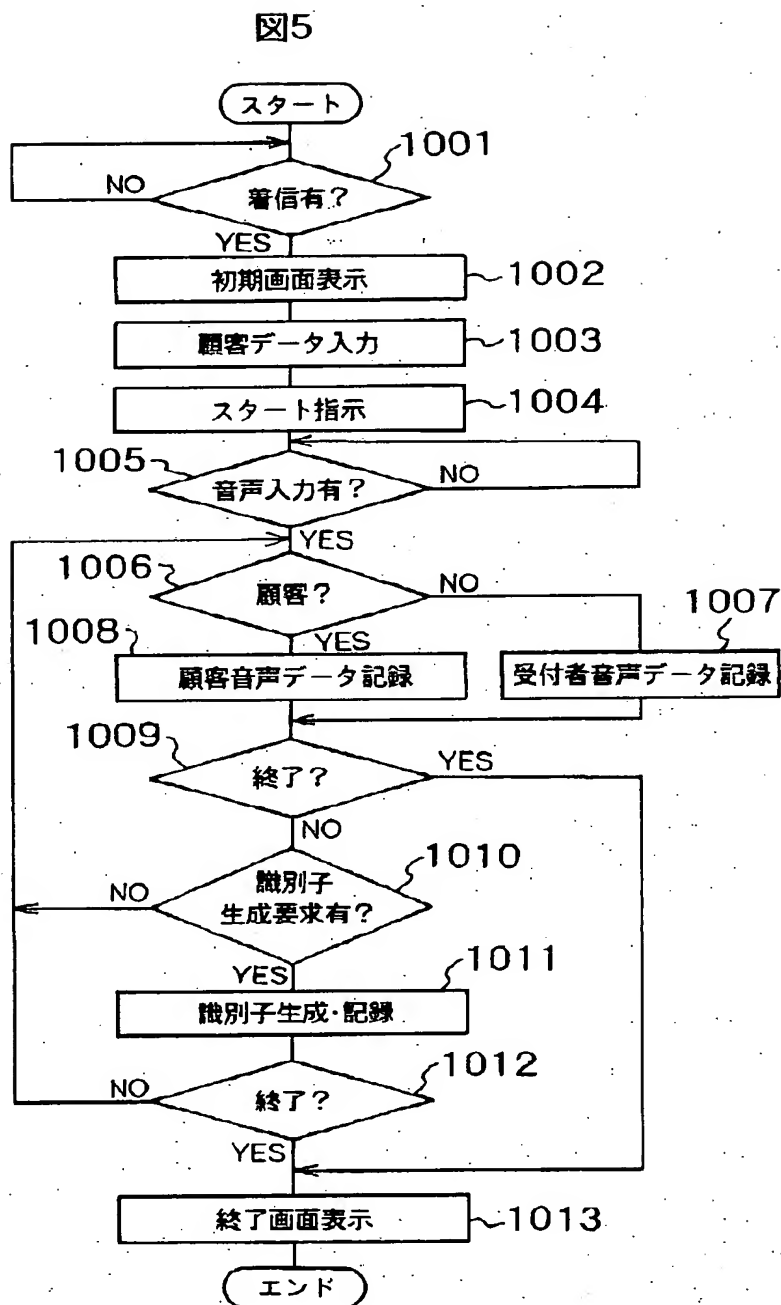 図5
スタート
1001
NO
着信有?
YES
初期画面表示
1002
顧客データ入力
1003
スタート指示
1004
1005
音声入力有?
NO
YES
1006
顧客?
NO
1007
1008
YES
顧客音声データ記録
受付者音声データ記録
1009
終了?
YES
NO
1010
NO
識別子
生成要求有?
YES
1011
識別子生成・記録
1012
NO
終了?
YES
終了画面表示
1013
エンド